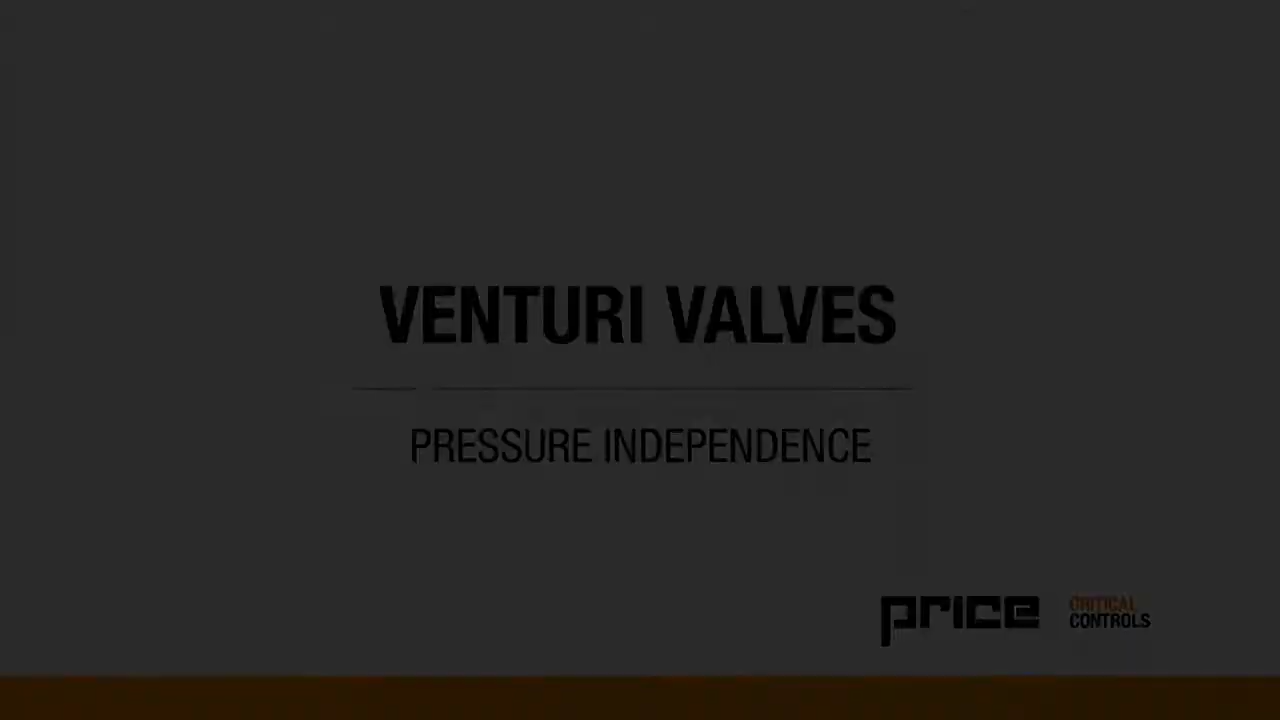 VENTURI VALVES
PRESSURE INDEPENDENCE
price
CRITICAL
CONTROLS